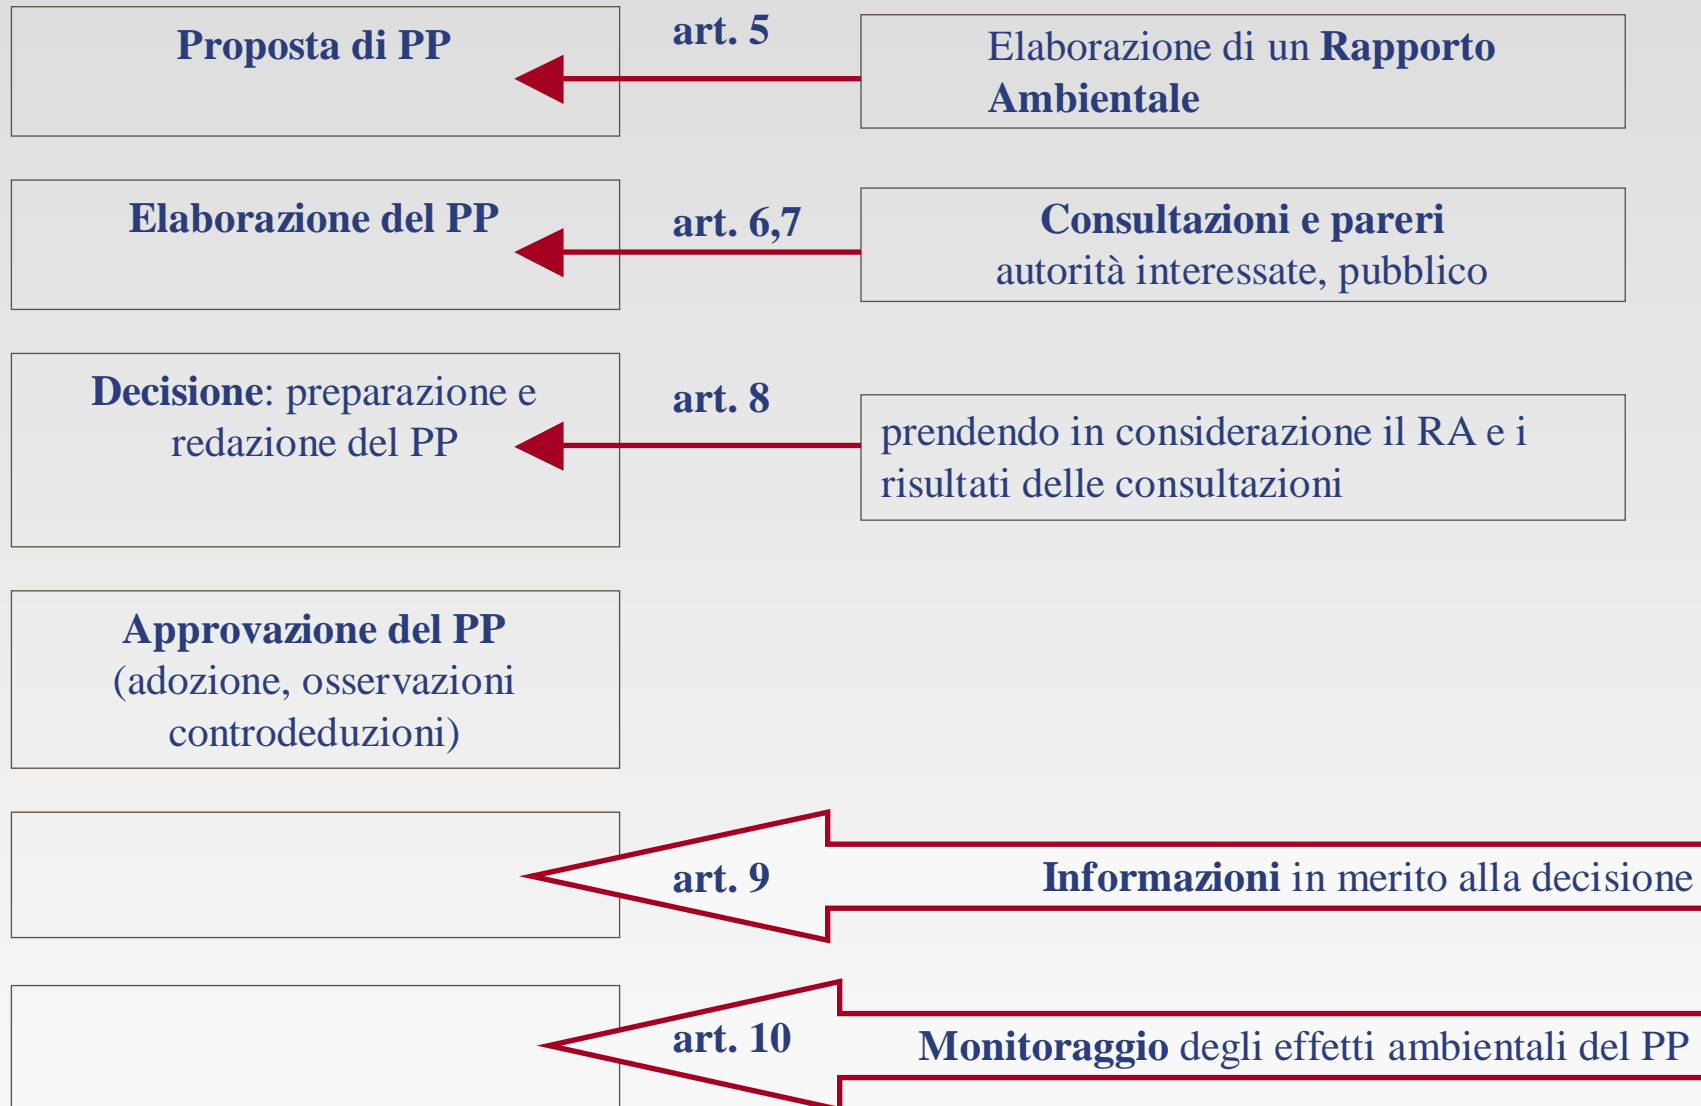 Proposta di PP
art. 5
Elaborazione di un Rapporto
Ambientale
Elaborazione del PP
art. 6,7
Consultazioni e pareri
autorità interessate, pubblico
Decisione: preparazione e
redazione del PP
art. 8
prendendo in considerazione il RA e i
risultati delle consultazioni
Approvazione del PP
(adozione, osservazioni
controdeduzioni)
art. 9
Informazioni in merito alla decisione
art. 10
Monitoraggio degli effetti ambientali del PP